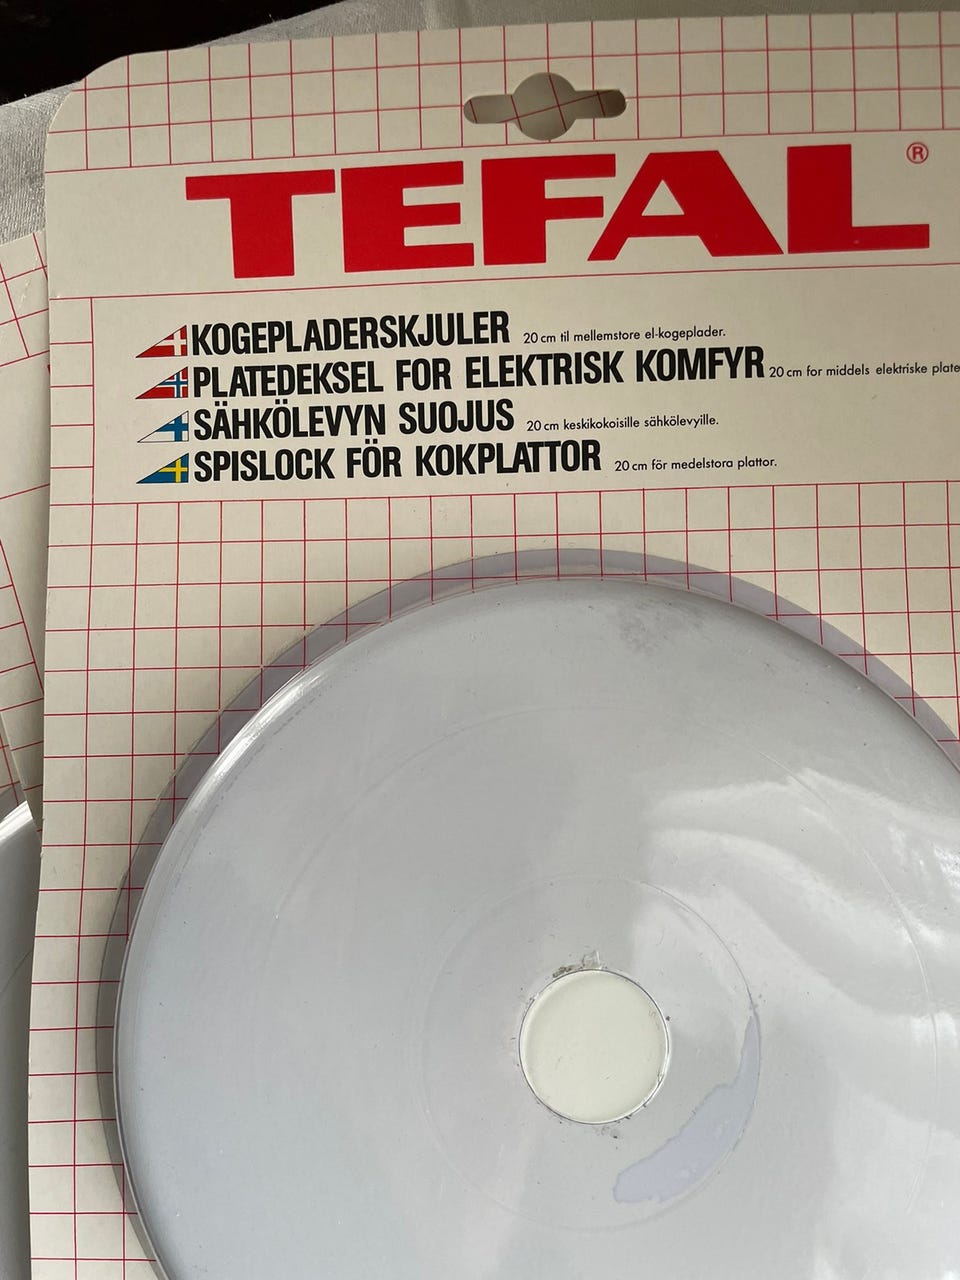 TEFAL®
KOGEPLADERSKJULER 20 cm til mellemstore el-kogeplader.
PLATEDEKSEL FOR ELEKTRISK KOMFYR 20 cm for middels elektriske plate
SÄHKÖLEVYN SUOJUS 20 cm keskikokoisille sähkölevyille.
SPISLOCK FÖR KOKPLATTOR 20 cm för medelstora plattor.